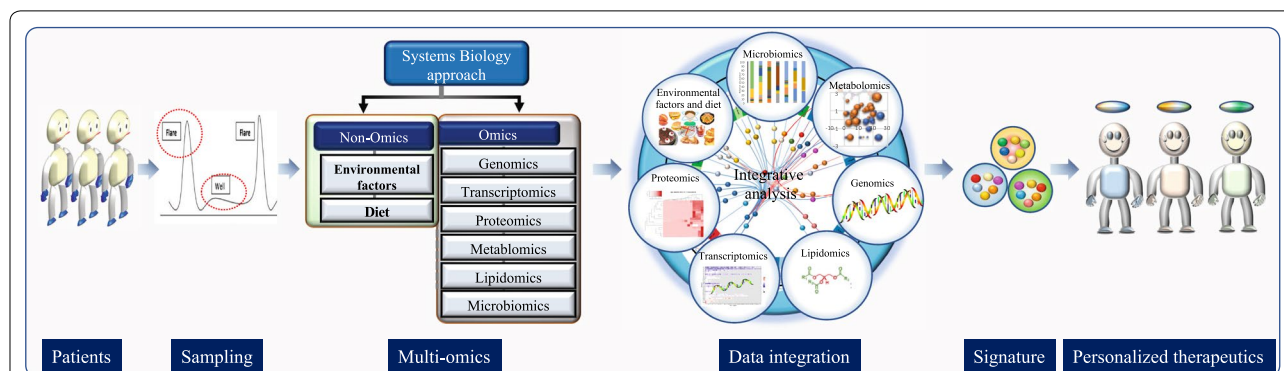 Systems Biology
approach
Non-Omics
Environmental
factors
Diet
Omics
Genomics
Transcriptomics
Proteomics
Metablomics
Lipidomics
Microbiomics
Flare
Flare
Well
Microbiomics
Environmental
factors and diet
Metabolomics
Proteomics
Integrative
analysis
Genomics
Transcriptomics
Lipidomics
Patients
Sampling
Multi-omics
Data integration
Signature
Personalized therapeutics